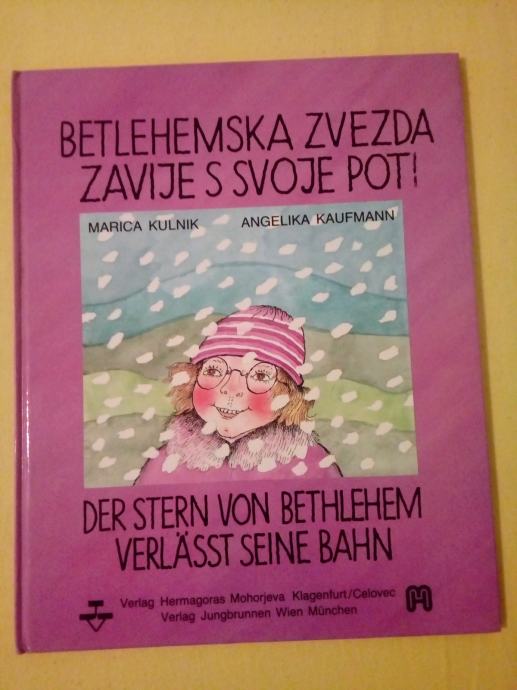 BETLEHEMSKA ZVEZDA
ZAVIJE S SVOJE POTI
MARICA KULNIK ANGELIKA KAUFMANN
DER STERN VON BETHLEHEM
VERLÄSST SEINE BAHN
Verlag Hermagoras Mohorjeva Klagenfurt/Celovec
Verlag Jungbrunnen Wien München